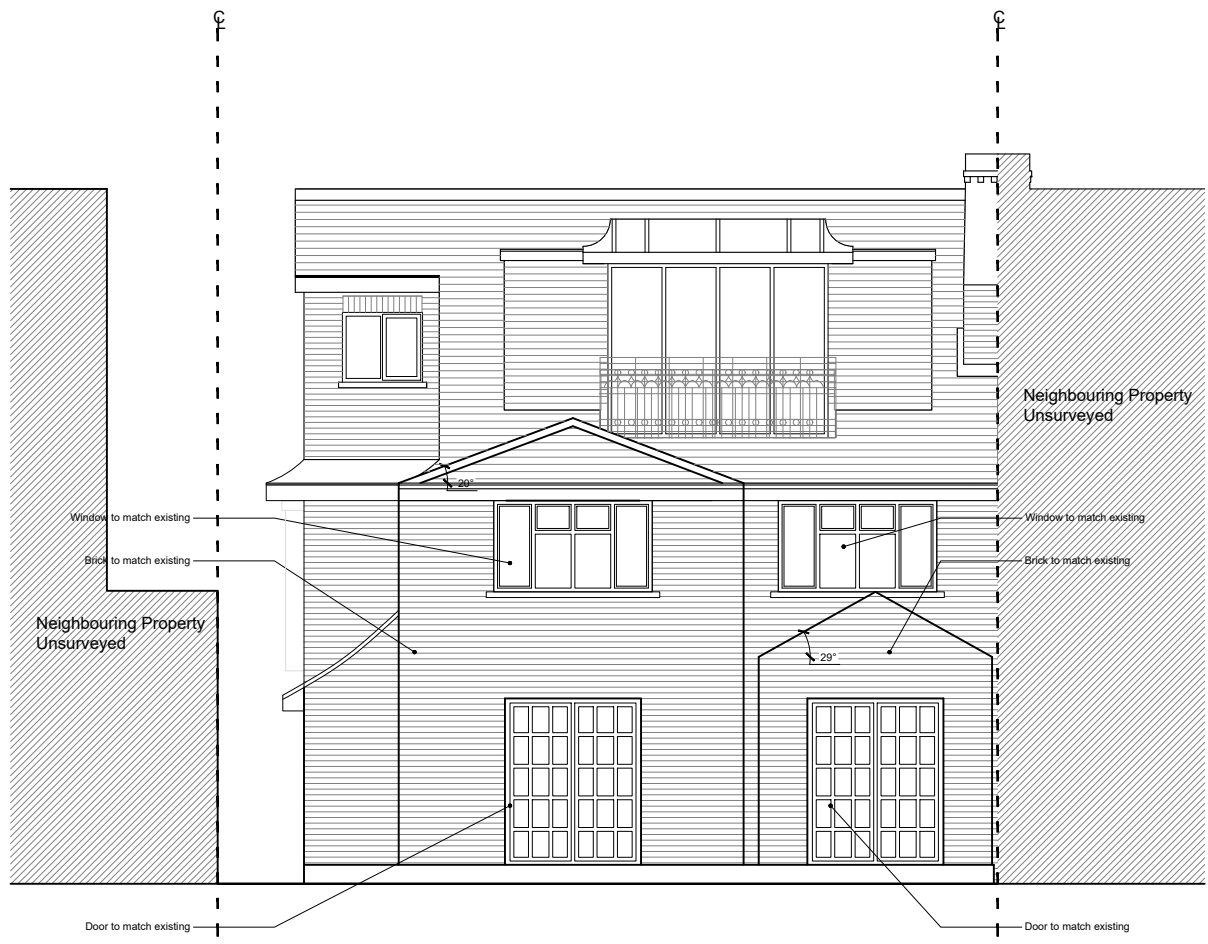 ℄
℄
Neighbouring Property
Unsurveyed
20°
Window to match existing
Window to match existing
Brick to match existing
Brick to match existing
Neighbouring Property
Unsurveyed
29°
Door to match existing
Door to match existing